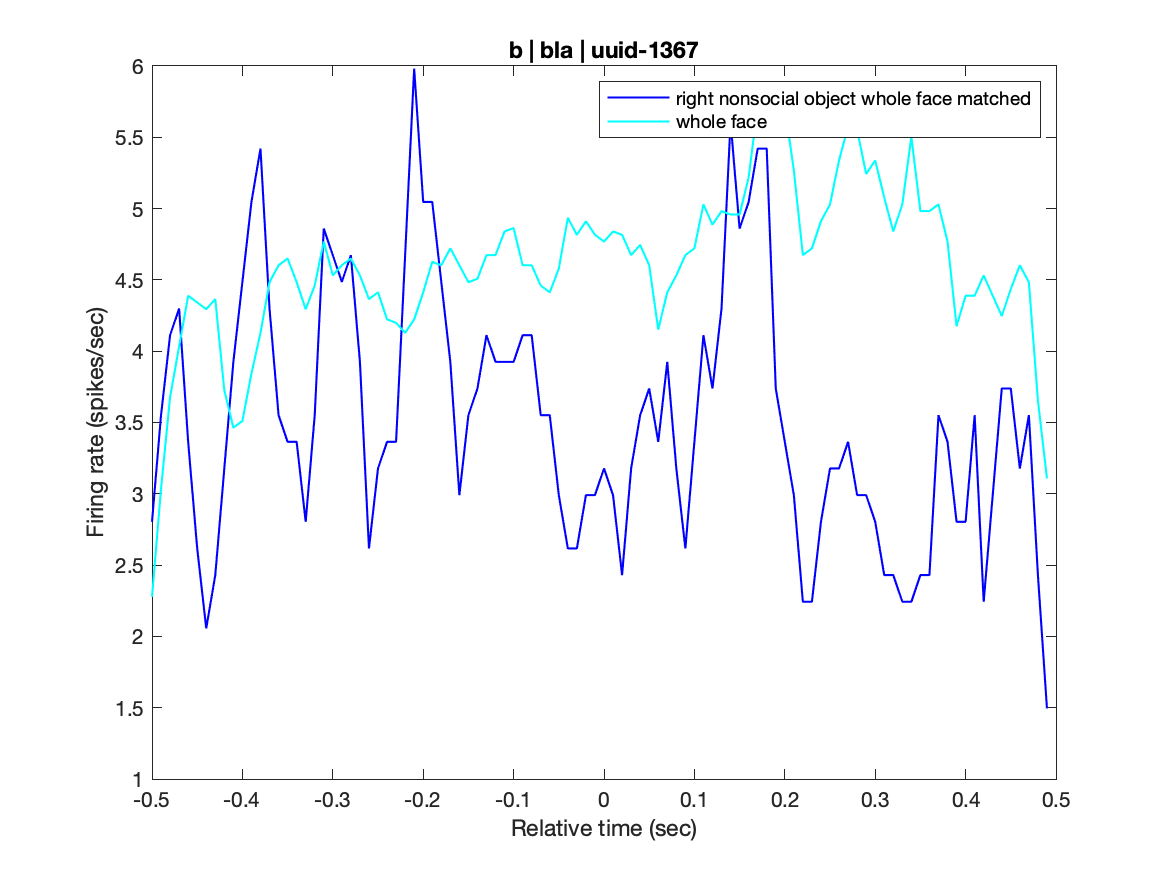 b | bla | uuid-1367
right nonsocial object whole face matched
whole face
Firing rate (spikes/sec)
6
5.5
5
4.5
4
3.5
3
2.5
2
1.5
1
-0.5 -0.4 -0.3 -0.2 -0.1 0 0.1 0.2 0.3 0.4 0.5
Relative time (sec)